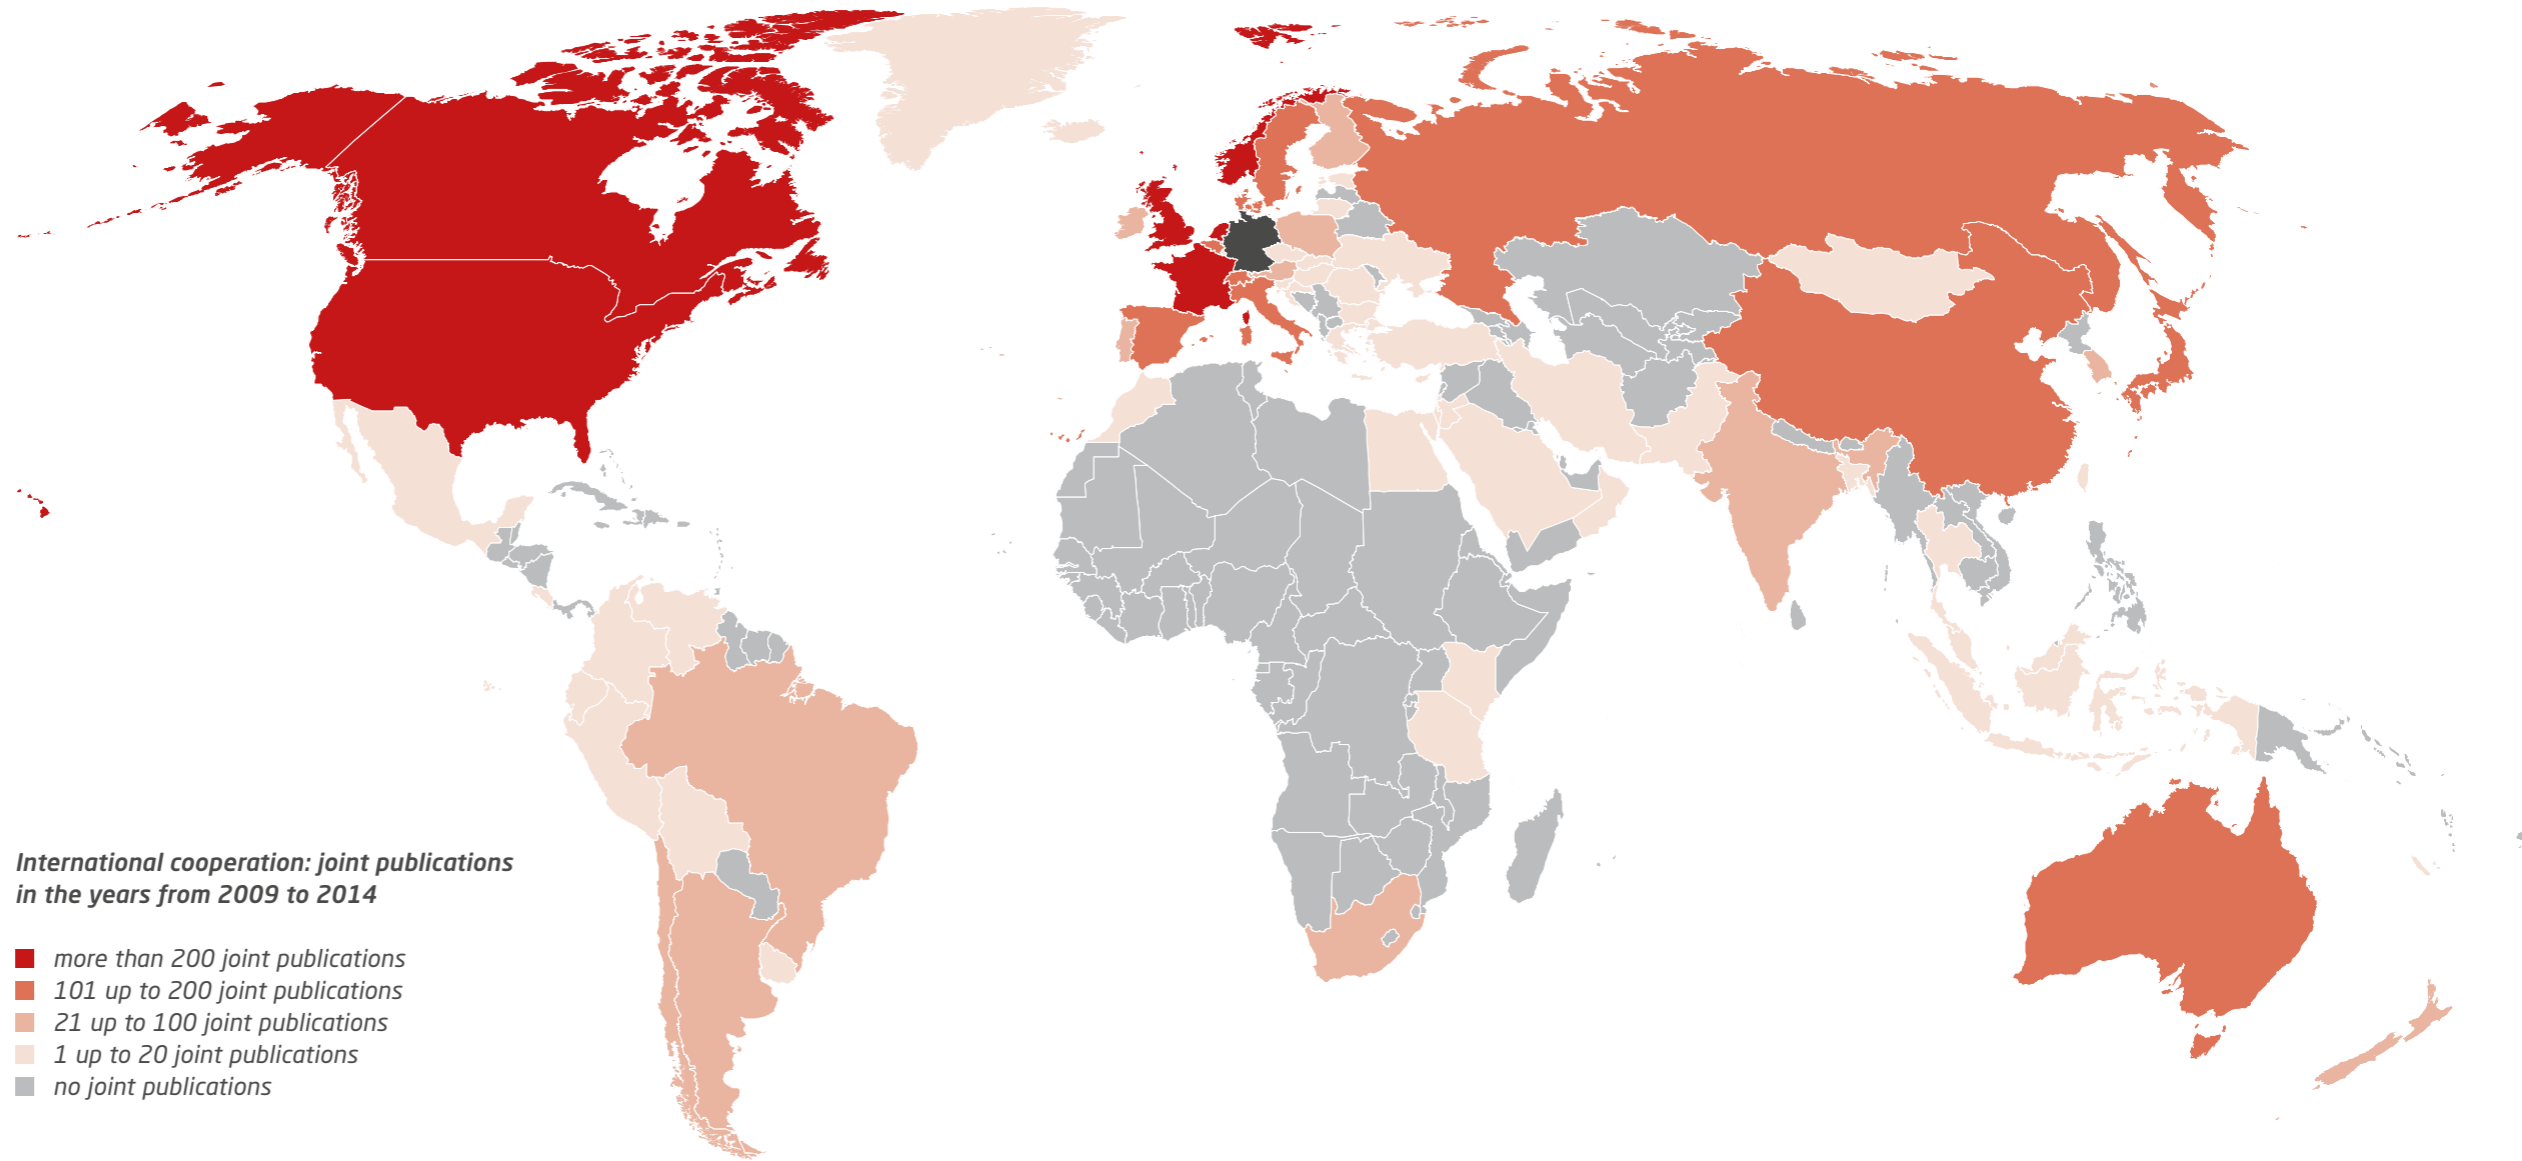 International cooperation: joint publications
in the years from 2009 to 2014
more than 200 joint publications
101 up to 200 joint publications
21 up to 100 joint publications
1 up to 20 joint publications
no joint publications